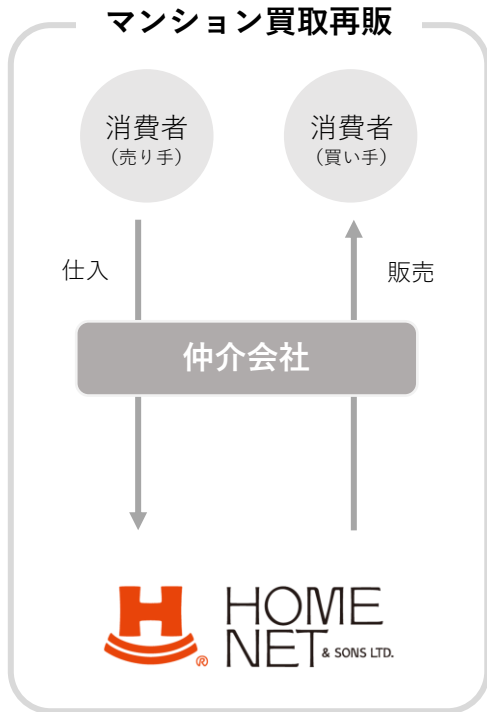 マンション買取再販
消費者
(売り手)
消費者
(買い手)
仕入
販売
仲介会社
H
®
HOME
NET & SONS LTD.